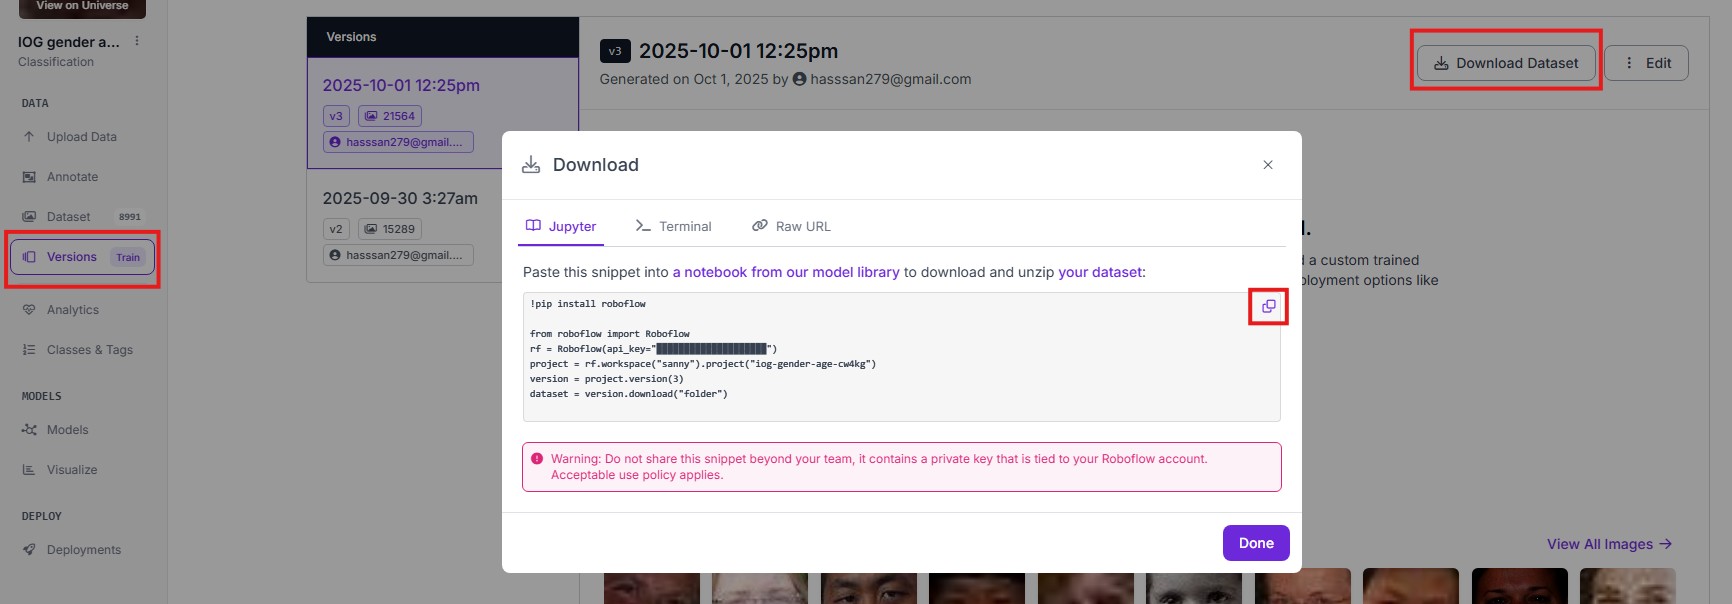 View on Universe
IOG gender a...
Classification
DATA
Upload Data
Annotate
Dataset 8991
Versions Train
Analytics
Classes & Tags
MODELS
Models
Visualize
DEPLOY
Deployments
Versions
2025-10-01 12:25pm
v3 21564
hasssan279@gmail....
2025-09-30 3:27am
v2 15289
hasssan279@gmail....
v3 2025-10-01 12:25pm
Generated on Oct 1, 2025 by hasssan279@gmail.com
Download Dataset
Edit
Download
Jupyter Terminal Raw URL
Paste this snippet into a notebook from our model library to download and unzip your dataset:
!pip install roboflow
from roboflow import Roboflow
rf = Roboflow(api_key="████████████████████")
project = rf.workspace("sanny").project("iog-gender-age-cw4kg")
version = project.version(3)
dataset = version.download("folder")
Warning: Do not share this snippet beyond your team, it contains a private key that is tied to your Roboflow account.
Acceptable use policy applies.
Done
a custom trained
ployment options like
View All Images